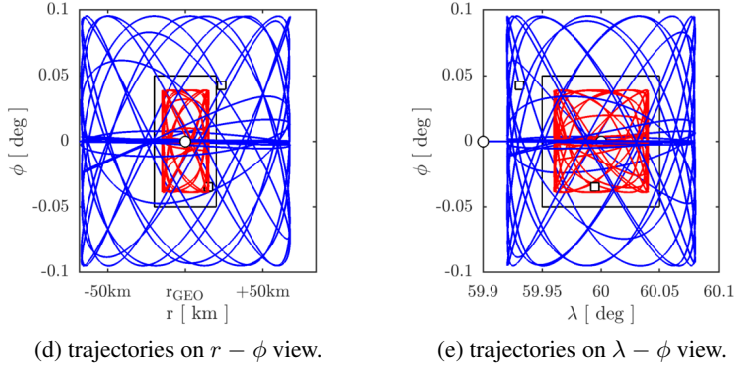 0.1
0.05
0
-0.05
-0.1
ϕ [ deg ]
-50km r_GEO +50km
r [ km ]
(d) trajectories on r − ϕ view.
0.1
0.05
0
-0.05
-0.1
ϕ [ deg ]
59.9 59.95 60 60.05 60.1
λ [ deg ]
(e) trajectories on λ − ϕ view.